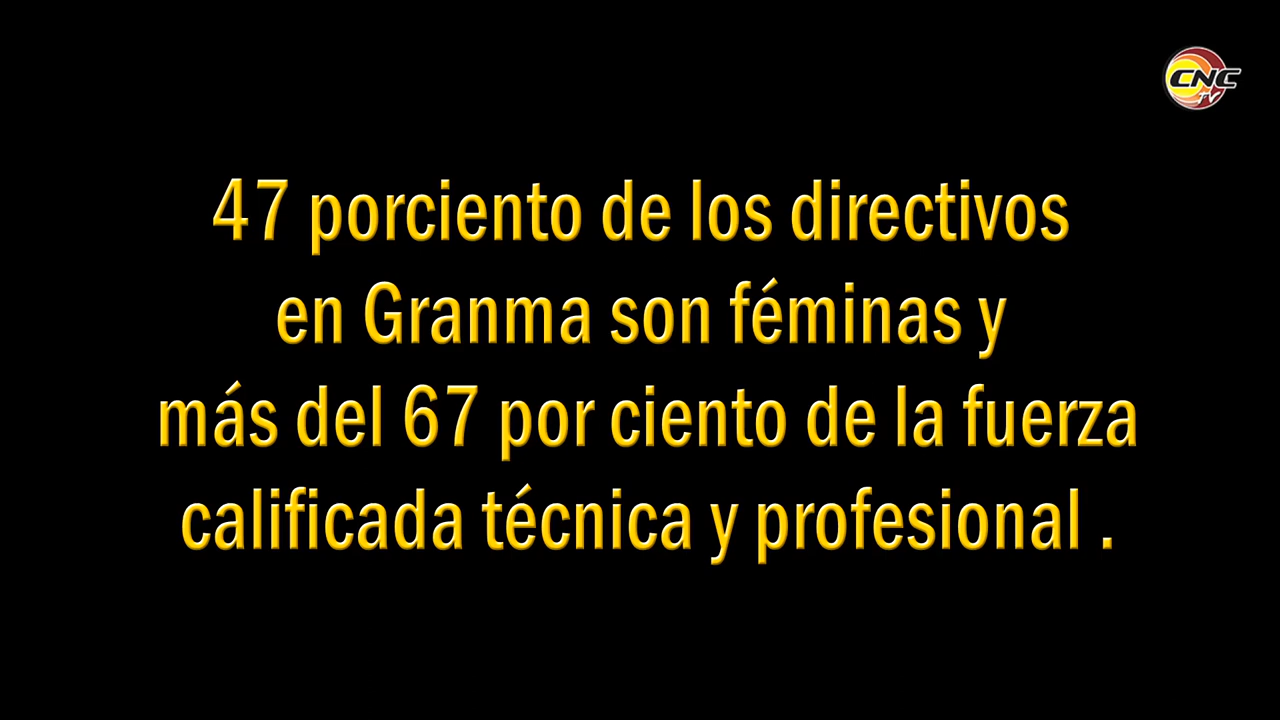 CNC
TV
47 porciento de los directivos
en Granma son féminas y
más del 67 por ciento de la fuerza
calificada técnica y profesional .